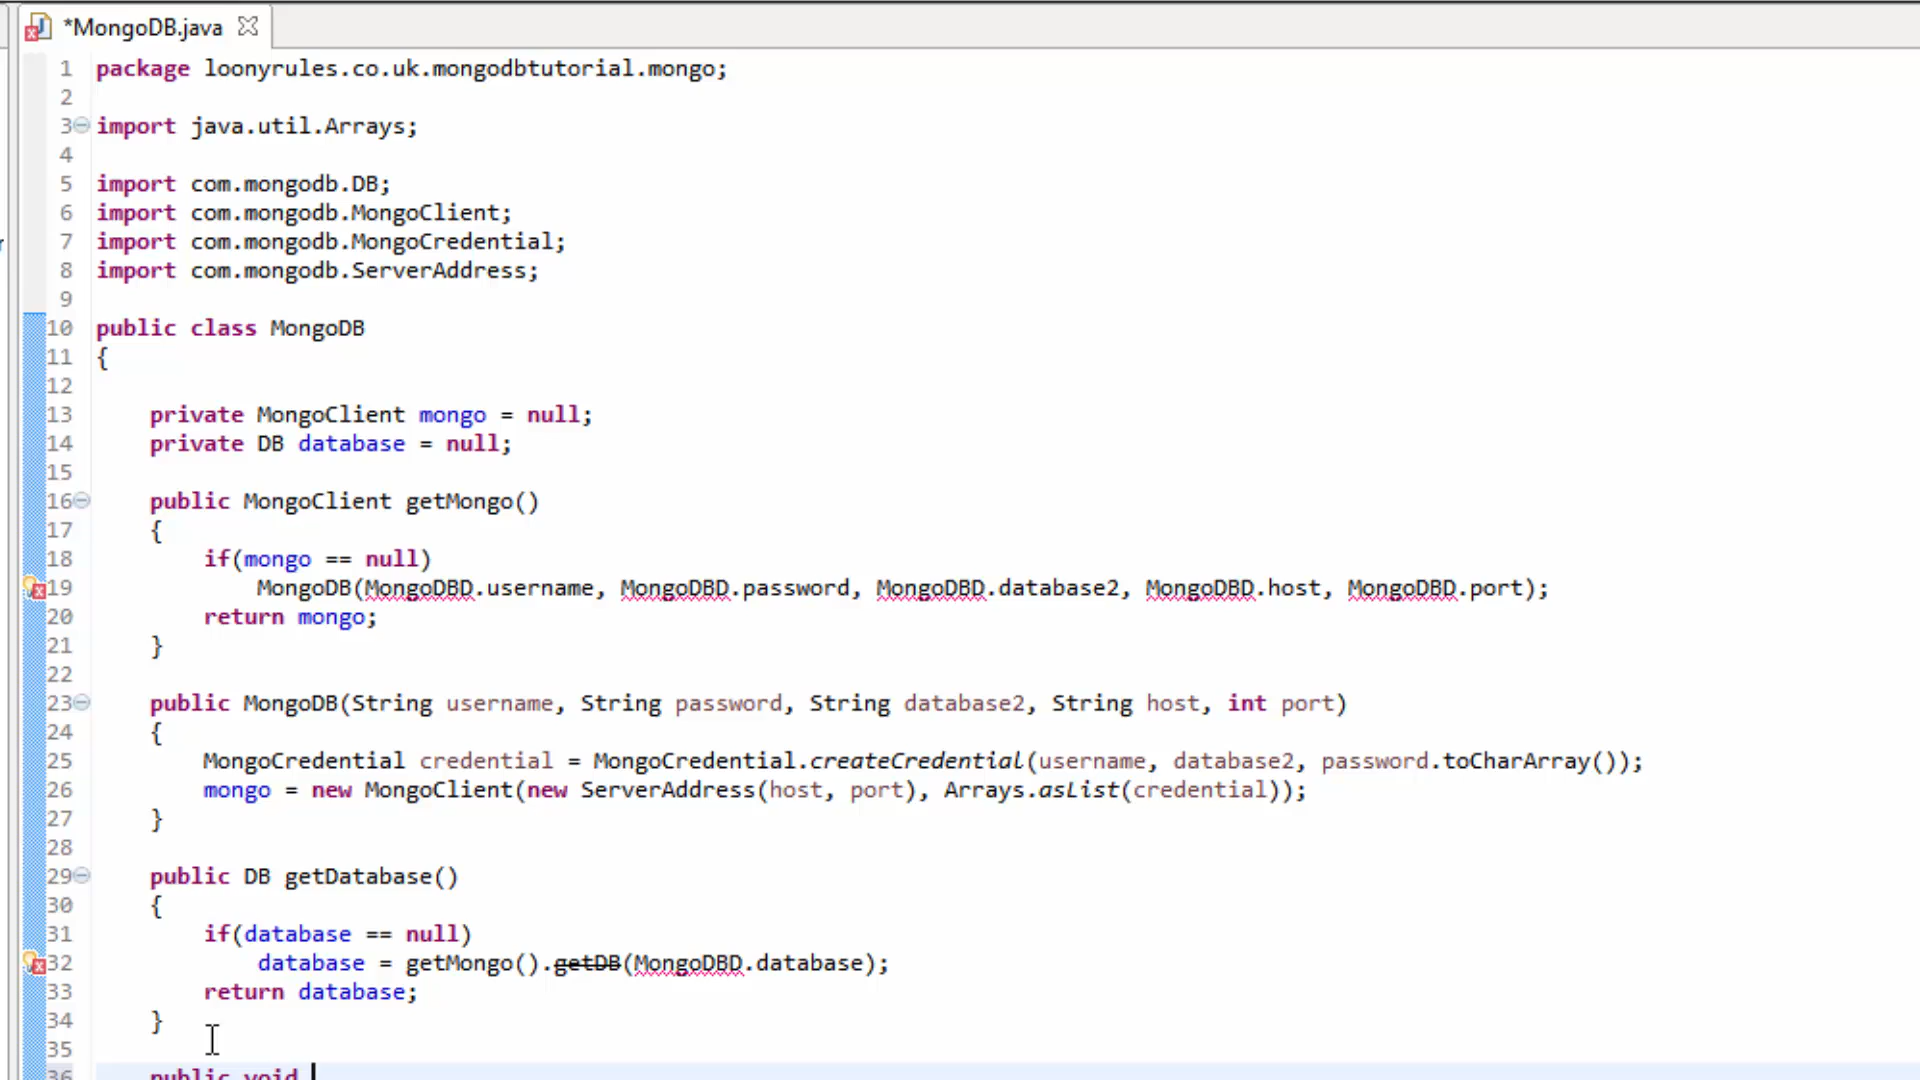 *MongoDB.java
1 package loonyrules.co.uk.mongodbtutorial.mongo;
2
3 import java.util.Arrays;
4
5 import com.mongodb.DB;
6 import com.mongodb.MongoClient;
7 import com.mongodb.MongoCredential;
8 import com.mongodb.ServerAddress;
9
10 public class MongoDB
11 {
12
13 private MongoClient mongo = null;
14 private DB database = null;
15
16 public MongoClient getMongo()
17 {
18 if(mongo == null)
19 MongoDB(MongoDBD.username, MongoDBD.password, MongoDBD.database2, MongoDBD.host, MongoDBD.port);
20 return mongo;
21 }
22
23 public MongoDB(String username, String password, String database2, String host, int port)
24 {
25 MongoCredential credential = MongoCredential.createCredential(username, database2, password.toCharArray());
26 mongo = new MongoClient(new ServerAddress(host, port), Arrays.asList(credential));
27 }
28
29 public DB getDatabase()
30 {
31 if(database == null)
32 database = getMongo().getDB(MongoDBD.database);
33 return database;
34 }
35
36 public void